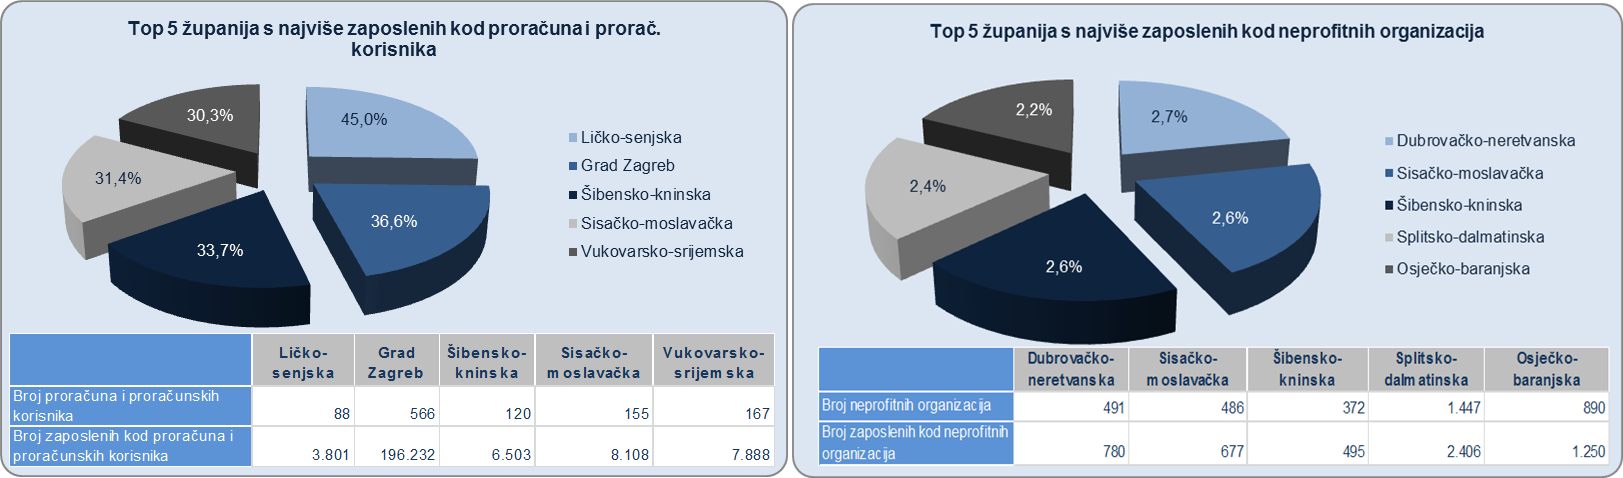 Top 5 županija s najviše zaposlenih kod proračuna i prorač.
korisnika
45,0%
36,6%
33,7%
31,4%
30,3%
Ličko-senjska
Grad Zagreb
Šibensko-kninska
Sisačko-moslavačka
Vukovarsko-srijemska
Ličko-senjska Grad Zagreb Šibensko-kninska Sisačko-moslavačka Vukovarsko-srijemska
Broj proračuna i proračunskih
korisnika 88 566 120 155 167
Broj zaposlenih kod proračuna i
proračunskih korisnika 3.801 196.232 6.503 8.108 7.888
Top 5 županija s najviše zaposlenih kod neprofitnih organizacija
2,7%
2,6%
2,6%
2,4%
2,2%
Dubrovačko-neretvanska
Sisačko-moslavačka
Šibensko-kninska
Splitsko-dalmatinska
Osječko-baranjska
Dubrovačko-neretvanska Sisačko-moslavačka Šibensko-kninska Splitsko-dalmatinska Osječko-baranjska
Broj neprofitnih organizacija 491 486 372 1.447 890
Broj zaposlenih kod neprofitnih
organizacija 780 677 495 2.406 1.250